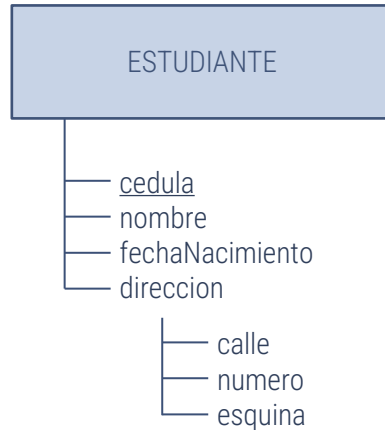 ESTUDIANTE
cedula
nombre
fechaNacimiento
direccion
calle
numero
esquina